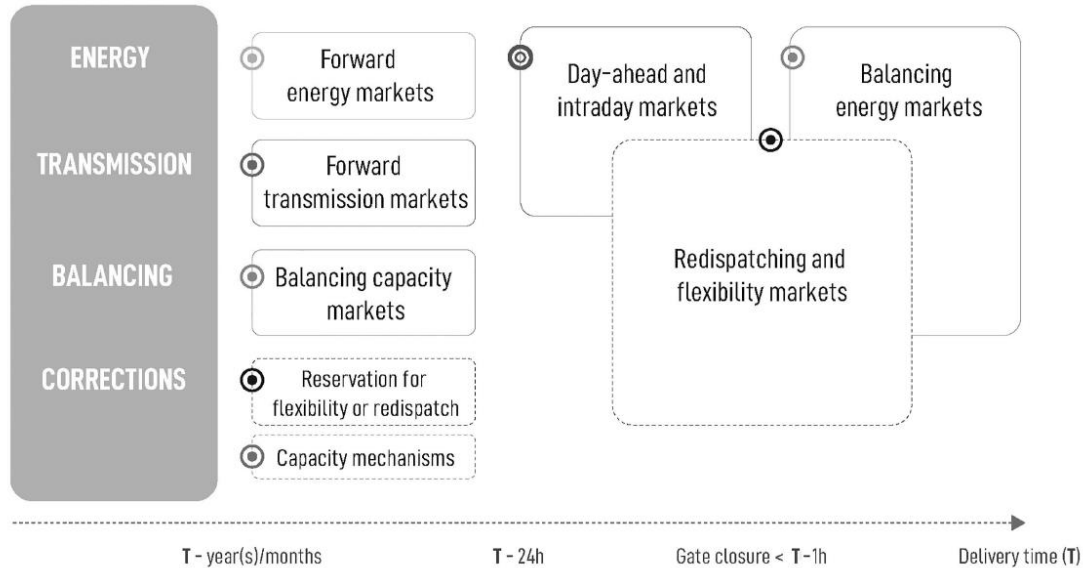 ENERGY
Forward
energy markets
Day-ahead and
intraday markets
Balancing
energy markets
TRANSMISSION
Forward
transmission markets
BALANCING
Balancing capacity
markets
Redispatching and
flexibility markets
CORRECTIONS
Reservation for
flexibility or redispatch
Capacity mechanisms
T - year(s)/months
T - 24h
Gate closure < T-1h
Delivery time (T)